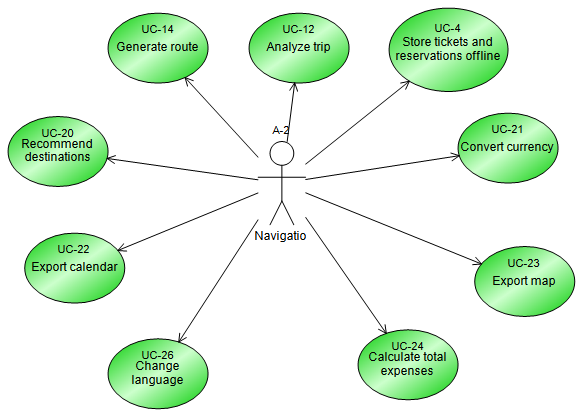 UC-14
Generate route
UC-12
Analyze trip
UC-4
Store tickets and
reservations offline
UC-20
Recommend
destinations
A-2
UC-21
Convert currency
Navigatio
UC-22
Export calendar
UC-23
Export map
UC-26
Change
language
UC-24
Calculate total
expenses